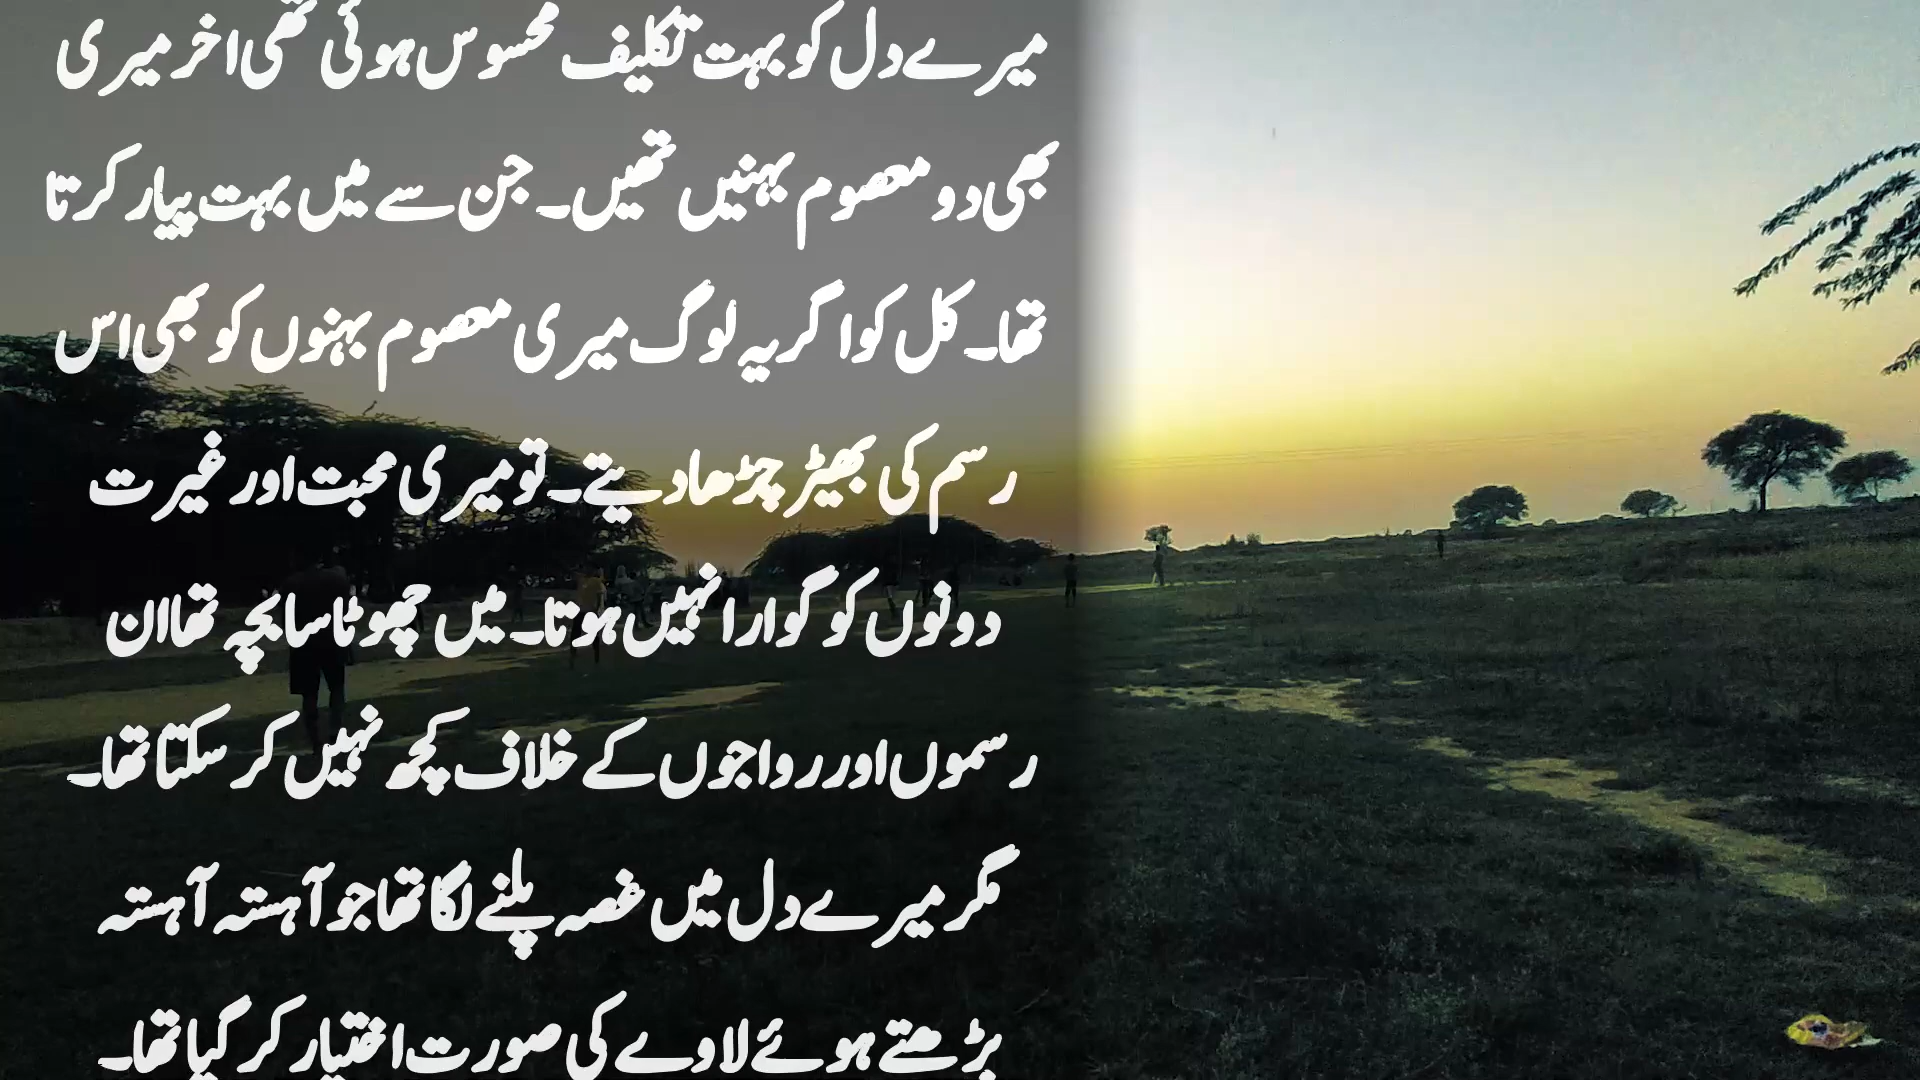 میرے دل کو بہت تکلیف محسوس ہوئی تھی اخر میری
بھی دو معصوم بہنیں تھیں۔ جن سے میں بہت پیار کرتا
تھا۔ کل کو اگر یہ لوگ میری معصوم بہنوں کو بھی اس
رسم کی بھیڑ چڑھا دیتے۔ تو میری محبت اور غیرت
دونوں کو گوارا نہیں ہوتا۔ میں چھوٹا سا بچہ تھا ان
رسموں اور رواجوں کے خلاف کچھ نہیں کر سکتا تھا۔
مگر میرے دل میں غصہ پلنے لگا تھا جو آہستہ آہستہ
بڑھتے ہوئے لاوے کی صورت اختیار کر گیا تھا۔